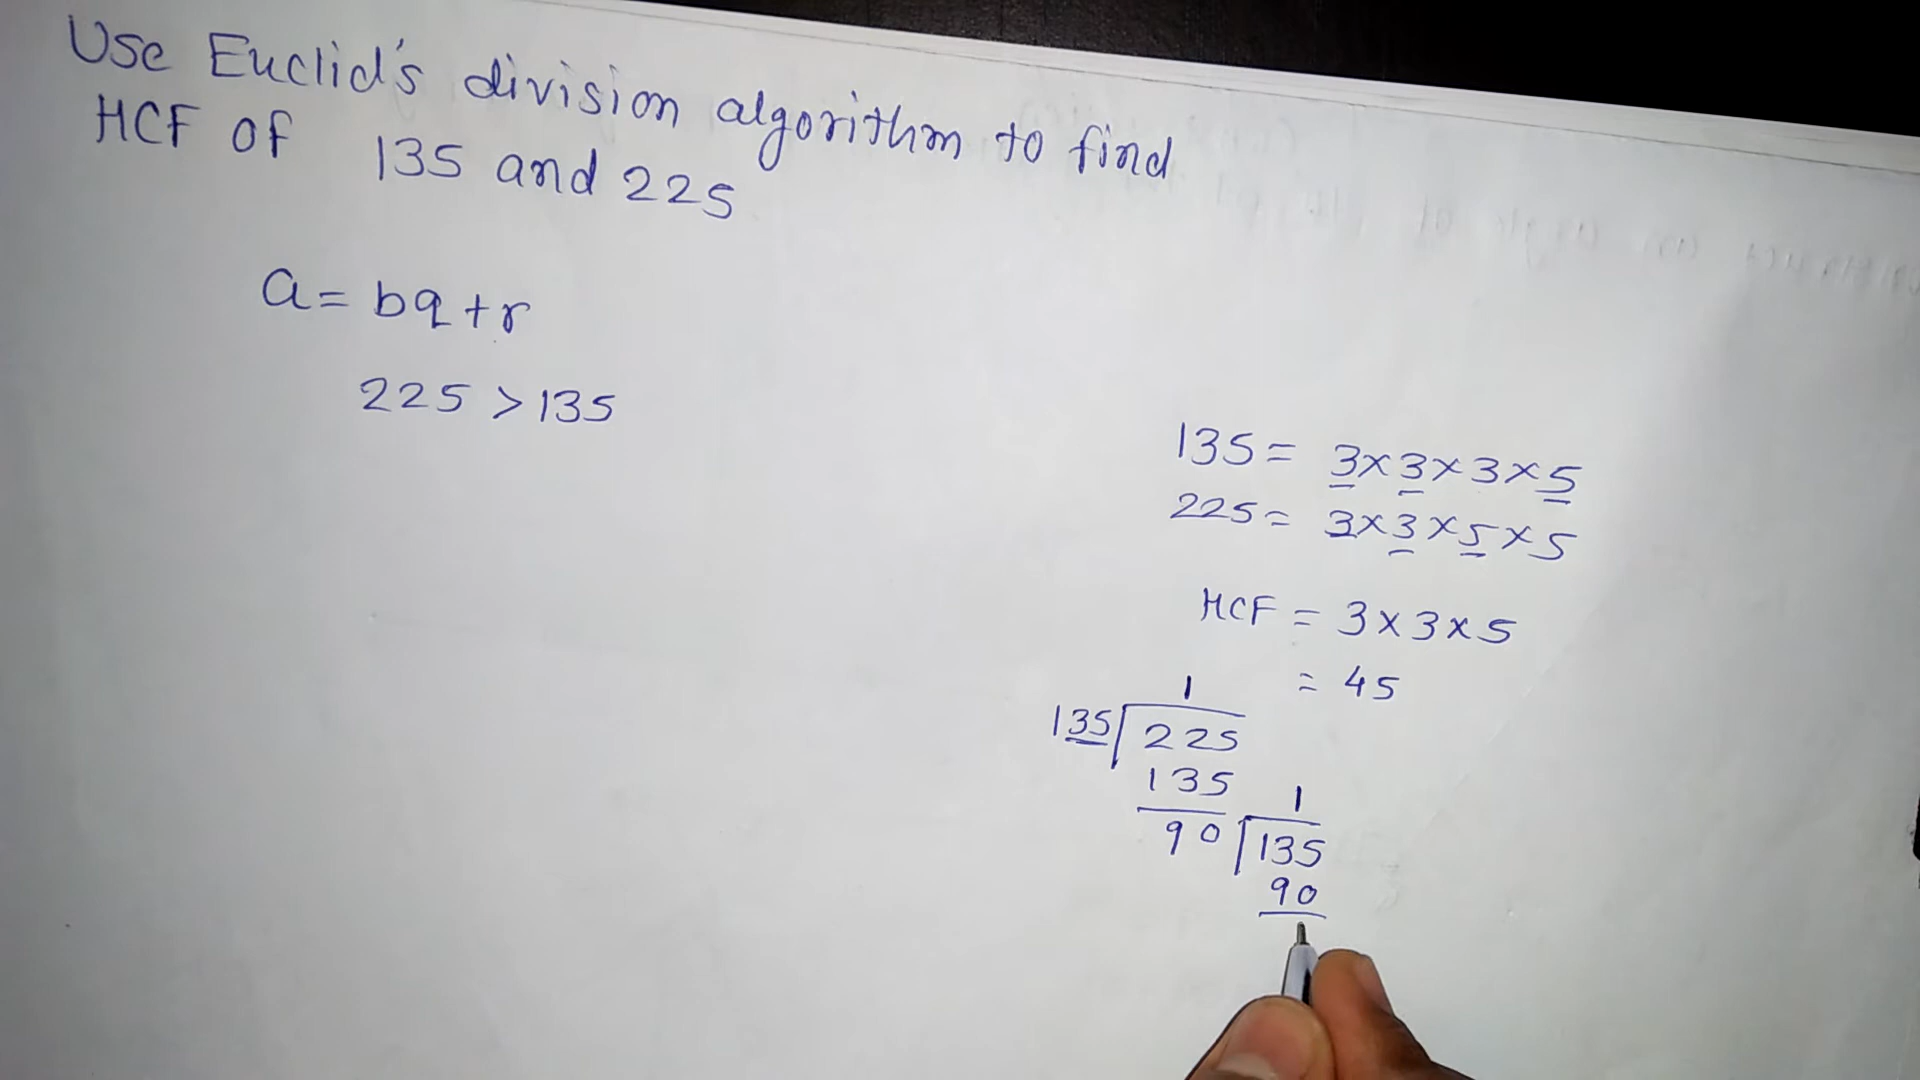 Use Euclid's division algorithm to find
HCF of 135 and 225
a = bq + r
225 > 135
135 = 3 × 3 × 3 × 5
225 = 3 × 3 × 5 × 5
HCF = 3 × 3 × 5
= 45
1
135 225
135
1
90 135
90